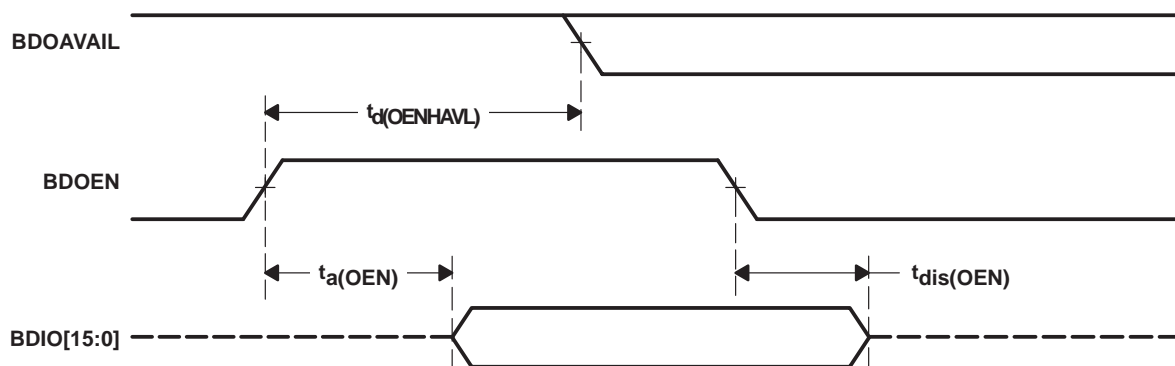 BDOAVAIL
td(OENHAVL)
BDOEN
ta(OEN)
tdis(OEN)
BDIO[15:0]